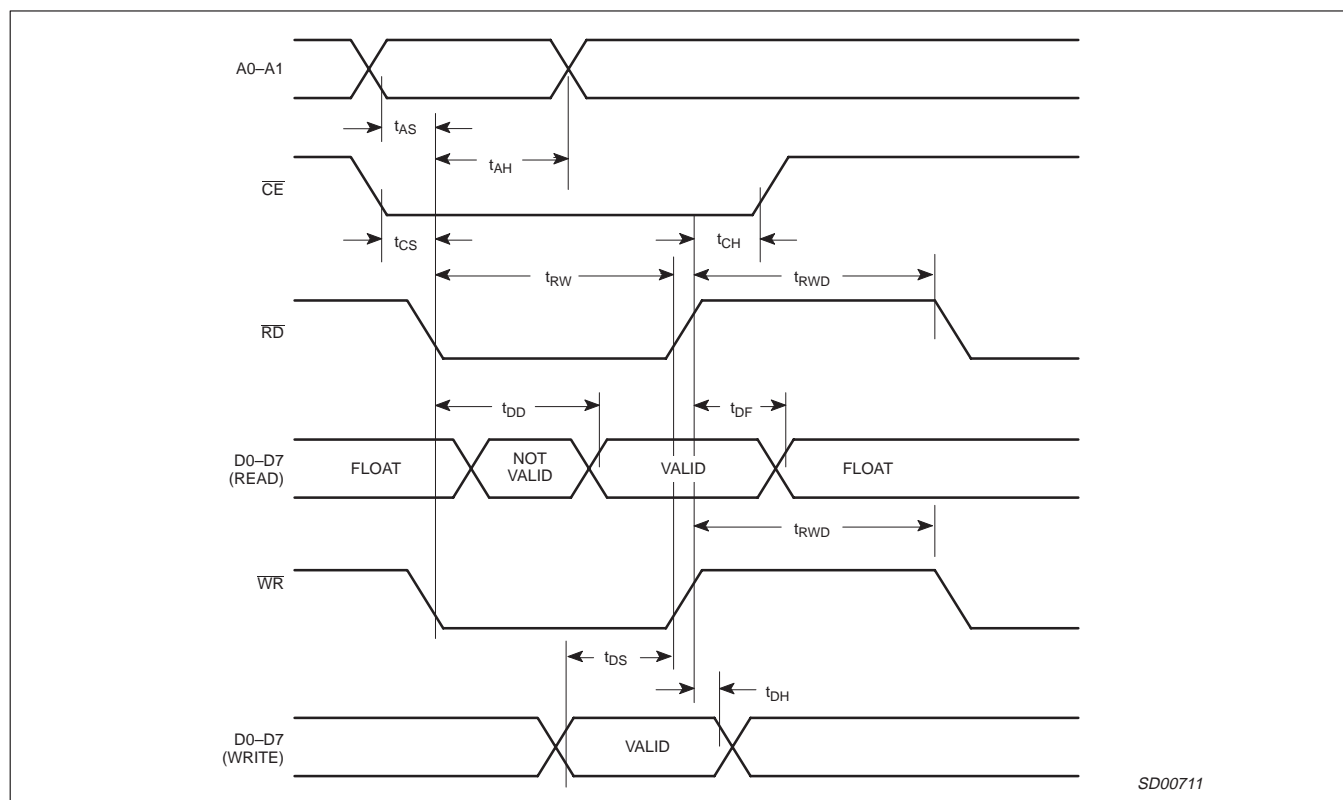 A0–A1
tAS
tAH
CE
tCS
tCH
tRW
tRWD
RD
tDD
tDF
D0–D7
(READ)
FLOAT
NOT
VALID
VALID
FLOAT
tRWD
WR
tDS
tDH
D0–D7
(WRITE)
VALID
SD00711